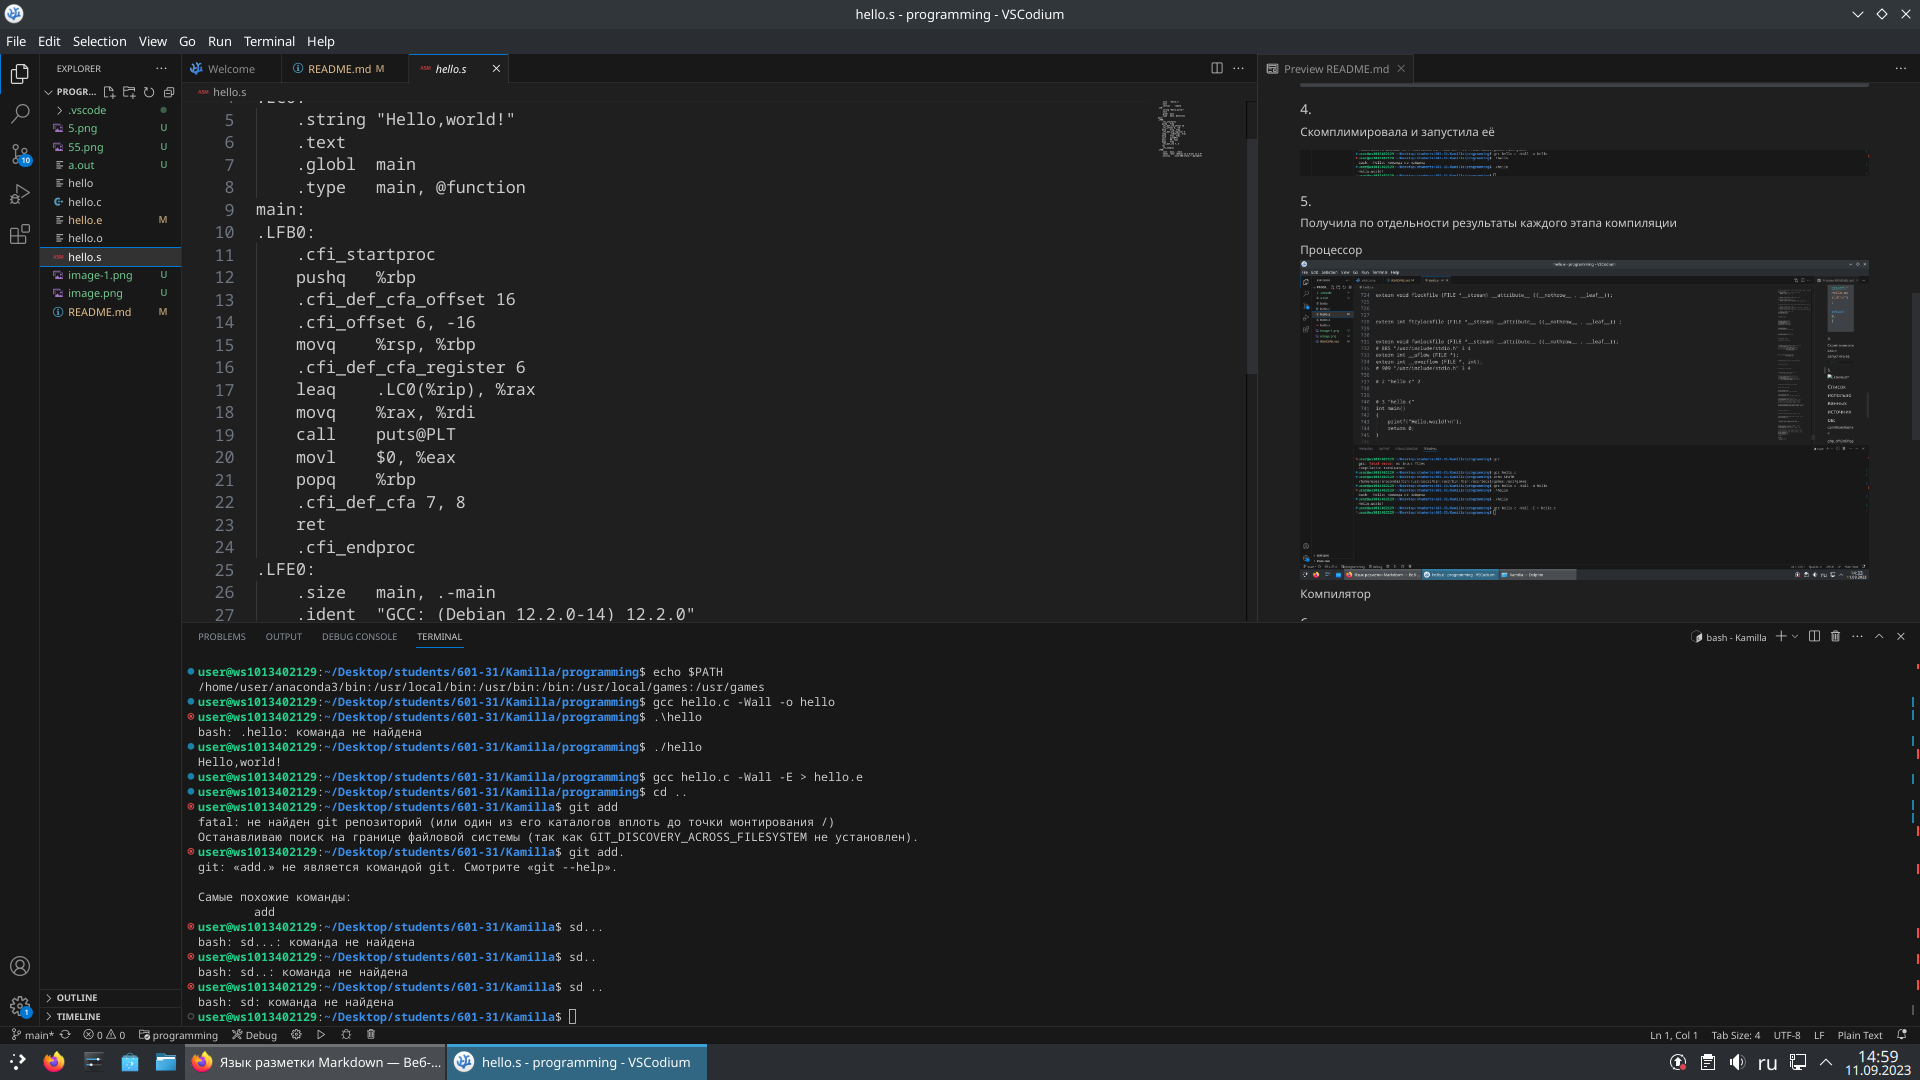 hello.s - programming - VSCodium
File Edit Selection View Go Run Terminal Help
EXPLORER
PROGR...
.vscode
5.png U
55.png U
a.out U
hello
hello.c
hello.e M
hello.o
hello.s
image-1.png U
image.png U
README.md M
OUTLINE
TIMELINE
Welcome
README.md M
hello.s
hello.s
5 .string "Hello,world!"
6 .text
7 .globl main
8 .type main, @function
9 main:
10 .LFB0:
11 .cfi_startproc
12 pushq %rbp
13 .cfi_def_cfa_offset 16
14 .cfi_offset 6, -16
15 movq %rsp, %rbp
16 .cfi_def_cfa_register 6
17 leaq .LC0(%rip), %rax
18 movq %rax, %rdi
19 call puts@PLT
20 movl $0, %eax
21 popq %rbp
22 .cfi_def_cfa 7, 8
23 ret
24 .cfi_endproc
25 .LFE0:
26 .size main, .-main
27 .ident "GCC: (Debian 12.2.0-14) 12.2.0"
Preview README.md
4.
Скомплимировала и запустила её
5.
Получила по отдельности результаты каждого этапа компиляции
Процессор
Компилятор
PROBLEMS OUTPUT DEBUG CONSOLE TERMINAL
bash - Kamilla
user@ws1013402129:~/Desktop/students/601-31/Kamilla/programming$ echo $PATH
/home/user/anaconda3/bin:/usr/local/bin:/usr/bin:/bin:/usr/local/games:/usr/games
user@ws1013402129:~/Desktop/students/601-31/Kamilla/programming$ gcc hello.c -Wall -o hello
user@ws1013402129:~/Desktop/students/601-31/Kamilla/programming$ .\hello
bash: .hello: команда не найдена
user@ws1013402129:~/Desktop/students/601-31/Kamilla/programming$ ./hello
Hello,world!
user@ws1013402129:~/Desktop/students/601-31/Kamilla/programming$ gcc hello.c -Wall -E > hello.e
user@ws1013402129:~/Desktop/students/601-31/Kamilla/programming$ cd ..
user@ws1013402129:~/Desktop/students/601-31/Kamilla$ git add
fatal: не найден git репозиторий (или один из его каталогов вплоть до точки монтирования /)
Останавливаю поиск на границе файловой системы (так как GIT_DISCOVERY_ACROSS_FILESYSTEM не установлен).
user@ws1013402129:~/Desktop/students/601-31/Kamilla$ git add.
git: «add.» не является командой git. Смотрите «git --help».
Самые похожие команды:
add
user@ws1013402129:~/Desktop/students/601-31/Kamilla$ sd...
bash: sd...: команда не найдена
user@ws1013402129:~/Desktop/students/601-31/Kamilla$ sd..
bash: sd..: команда не найдена
user@ws1013402129:~/Desktop/students/601-31/Kamilla$ sd ..
bash: sd: команда не найдена
user@ws1013402129:~/Desktop/students/601-31/Kamilla$
main* 0 0 programming Debug
Ln 1, Col 1 Tab Size: 4 UTF-8 LF Plain Text
Язык разметки Markdown — Веб-...
hello.s - programming - VSCodium
ru
14:59
11.09.2023